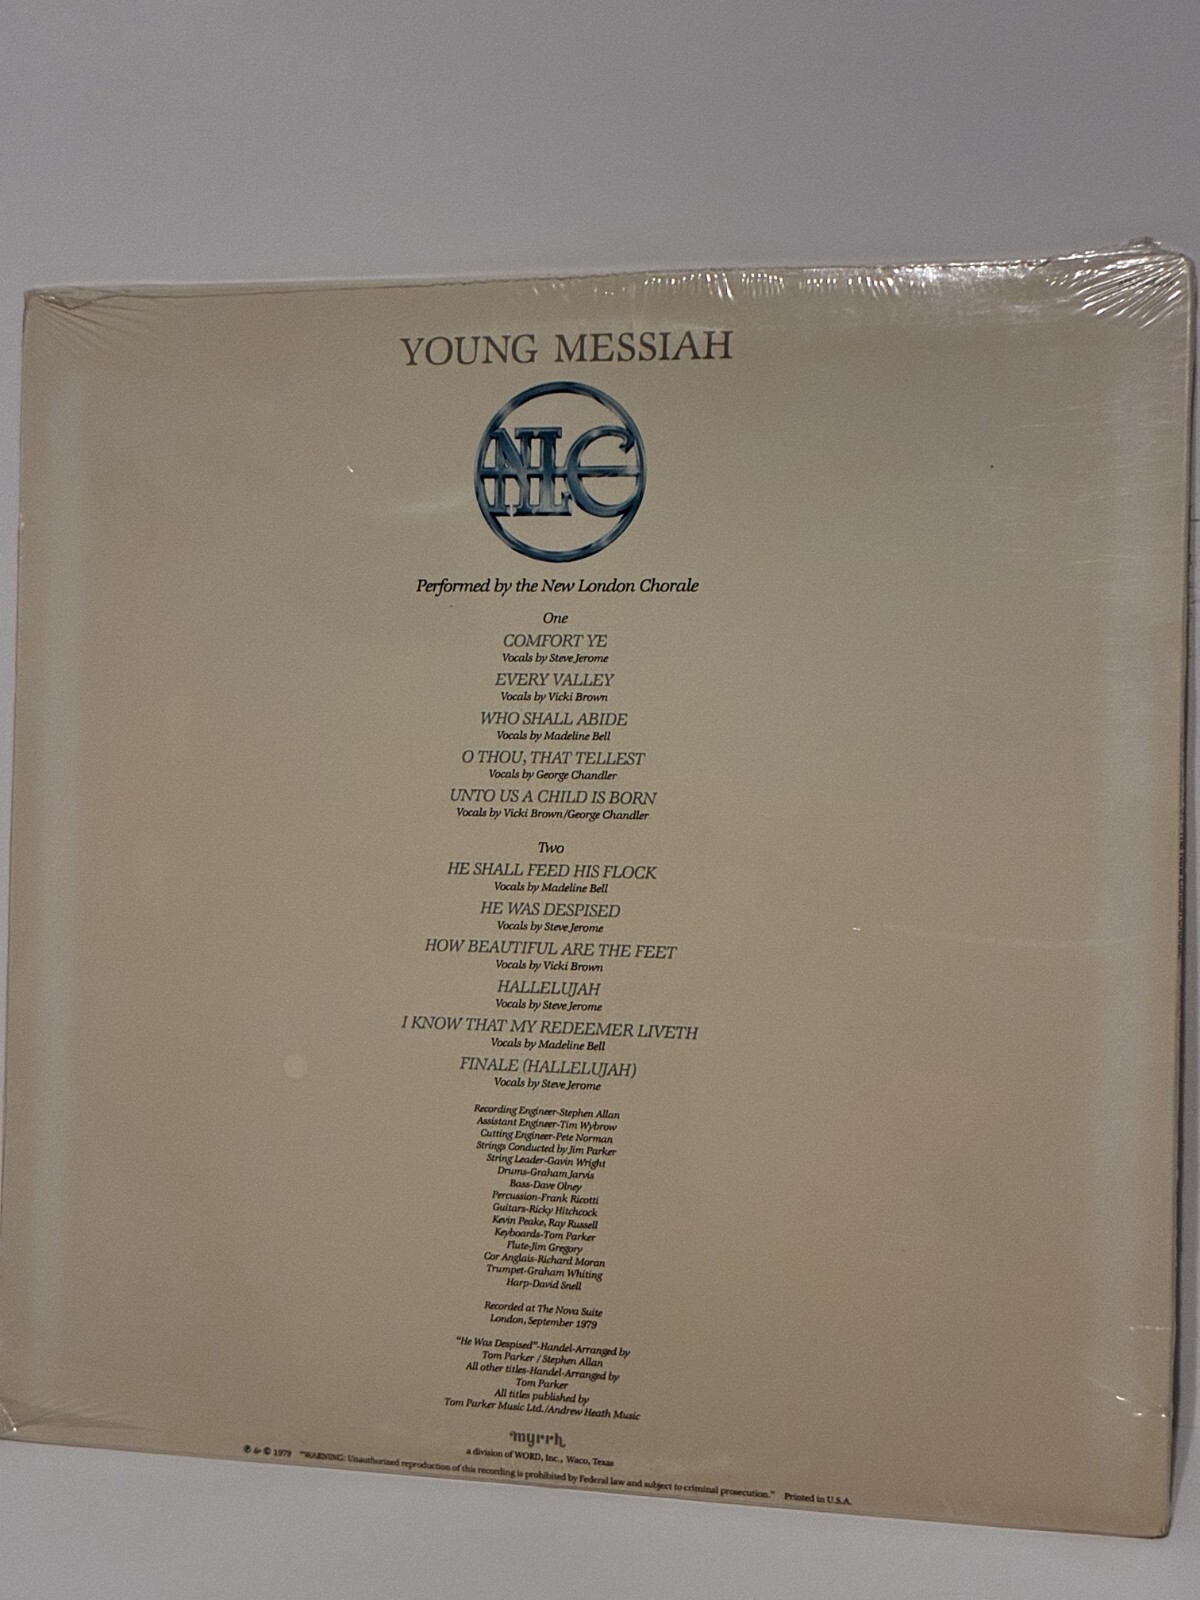 YOUNG MESSIAH
NLC
Performed by the New London Chorale
One
COMFORT YE
Vocals by Steve Jerome
EVERY VALLEY
Vocals by Vicki Brown
WHO SHALL ABIDE
Vocals by Madeline Bell
O THOU, THAT TELLEST
Vocals by George Chandler
UNTO US A CHILD IS BORN
Vocals by Vicki Brown/George Chandler
Two
HE SHALL FEED HIS FLOCK
Vocals by Madeline Bell
HE WAS DESPISED
Vocals by Steve Jerome
HOW BEAUTIFUL ARE THE FEET
Vocals by Vicki Brown
HALLELUJAH
Vocals by Steve Jerome
I KNOW THAT MY REDEEMER LIVETH
Vocals by Madeline Bell
FINALE (HALLELUJAH)
Vocals by Steve Jerome
Recording Engineer-Stephen Allan
Assistant Engineer-Tim Wybrow
Cutting Engineer-Pete Norman
Strings Conducted by Jim Parker
String Leader-Gavin Wright
Drums-Graham Jarvis
Bass-Dave Olney
Percussion-Frank Ricotti
Guitars-Ricky Hitchcock
Kevin Peake, Ray Russell
Keyboards-Tom Parker
Flute-Jim Gregory
Cor Anglais-Richard Moran
Trumpet-Graham Whiting
Harp-David Snell
Recorded at The Nova Suite
London, September 1979
"He Was Despised"-Handel-Arranged by
Tom Parker / Stephen Allan
All other titles-Handel-Arranged by
Tom Parker
All titles published by
Tom Parker Music Ltd./Andrew Heath Music
myrrh
a division of WORD, Inc., Waco, Texas
℗ & © 1979 "WARNING: Unauthorized reproduction of this recording is prohibited by Federal law and subject to criminal prosecution." Printed in U.S.A.